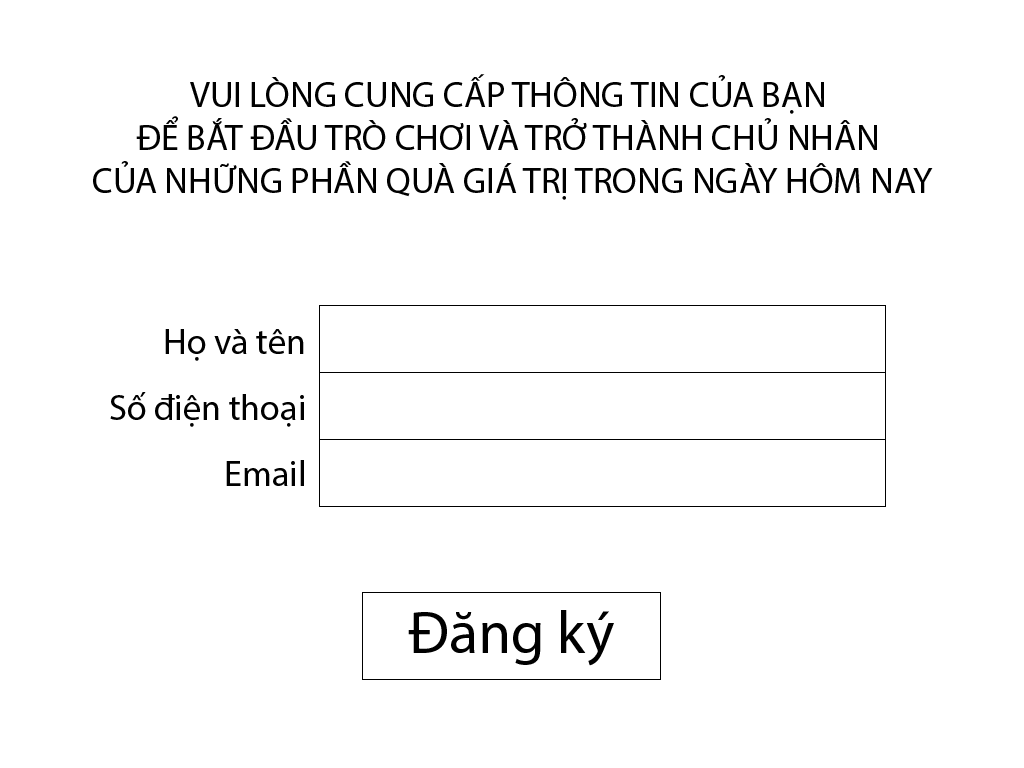 VUI LÒNG CUNG CẤP THÔNG TIN CỦA BẠN
ĐỂ BẮT ĐẦU TRÒ CHƠI VÀ TRỞ THÀNH CHỦ NHÂN
CỦA NHỮNG PHẦN QUÀ GIÁ TRỊ TRONG NGÀY HÔM NAY
Họ và tên
Số điện thoại
Email
Đăng ký